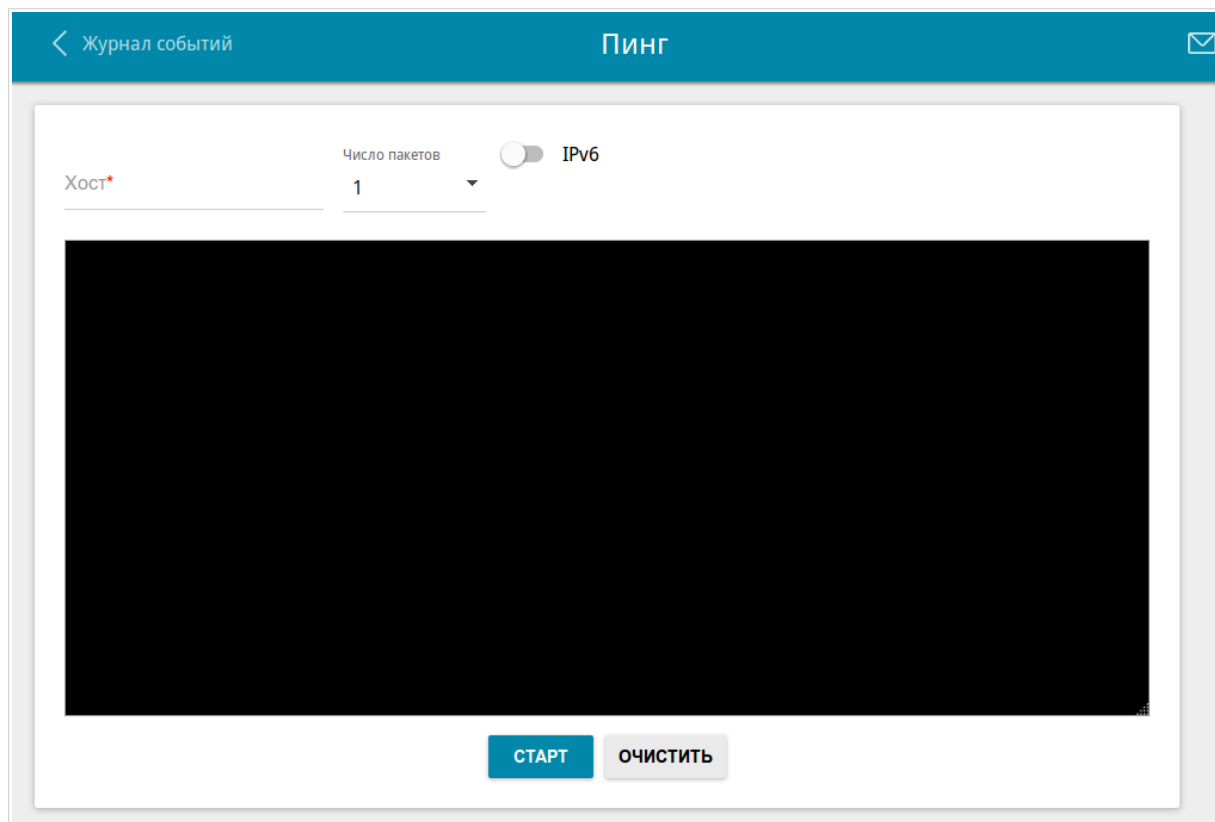 Журнал событий
Пинг
Число пакетов
IPv6
Хост*
1
СТАРТ
ОЧИСТИТЬ